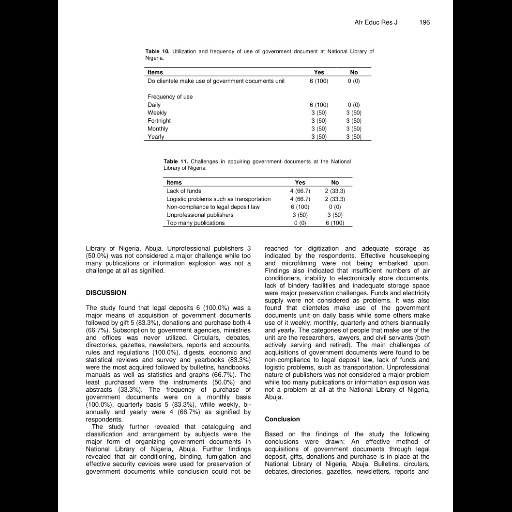 Afr Educ Res J 196
Table 10. Utilization and frequency of use of government document at National Library of
Nigeria.
Items Yes No
Do clientele make use of government documents unit 6 (100) 0 (0)
Frequency of use
Daily 6 (100) 0 (0)
Weekly 3 (50) 3 (50)
Fortnight 3 (50) 3 (50)
Monthly 3 (50) 3 (50)
Yearly 3 (50) 3 (50)
Table 11. Challenges in acquiring government documents at the National
Library of Nigeria.
Items Yes No
Lack of funds 4 (66.7) 2 (33.3)
Logistic problems such as transportation 4 (66.7) 2 (33.3)
Non-compliance to legal deposit law 6 (100) 0 (0)
Unprofessional publishers 3 (50) 3 (50)
Too many publications 0 (0) 6 (100)
Library of Nigeria, Abuja. Unprofessional publishers 3
(50.0%) was not considered a major challenge while too
many publications or information explosion was not a
challenge at all as signified.
DISCUSSION
The study found that legal deposits 6 (100.0%) was a
major means of acquisition of government documents
followed by gift 5 (83.3%), donations and purchase both 4
(66.7%). Subscription to government agencies, ministries
and offices was never utilized. Circulars, debates,
directories, gazettes, newsletters, reports and accounts,
rules and regulations (100.0%), digests, economic and
statistical reviews and survey and yearbooks (83.3%)
were the most acquired followed by bulletins, handbooks,
manuals as well as statistics and graphs (66.7%). The
least purchased were the instruments (50.0%) and
abstracts (33.3%). The frequency of purchase of
government documents were on a monthly basis
(100.0%), quarterly basis 5 (83.3%), while weekly, bi-
annually and yearly were 4 (66.7%) as signified by
respondents.
The study further revealed that cataloguing and
classification and arrangement by subjects were the
major form of organizing government documents in
National Library of Nigeria, Abuja. Further findings
revealed that air conditioning, binding, fumigation and
effective security devices were used for preservation of
government documents while conclusion could not be
reached for digitization and adequate storage as
indicated by the respondents. Effective housekeeping
and microfilming were not being embarked upon.
Findings also indicated that insufficient numbers of air
conditioners, inability to electronically store documents,
lack of bindery facilities and inadequate storage space
were major preservation challenges. Funds and electricity
supply were not considered as problems. It was also
found that clienteles make use of the government
documents unit on daily basis while some others make
use of it weekly, monthly, quarterly and others biannually
and yearly. The categories of people that make use of the
unit are the researchers, lawyers, and civil servants (both
actively serving and retired). The main challenges of
acquisitions of government documents were found to be
non-compliance to legal deposit law, lack of funds and
logistic problems, such as transportation. Unprofessional
nature of publishers was not considered a major problem
while too many publications or information explosion was
not a problem at all at the National Library of Nigeria,
Abuja.
Conclusion
Based on the findings of the study the following
conclusions were drawn: An effective method of
acquisitions of government documents through legal
deposit, gifts, donations and purchase is in place at the
National Library of Nigeria, Abuja. Bulletins, circulars,
debates, directories, gazettes, newsletters, reports and